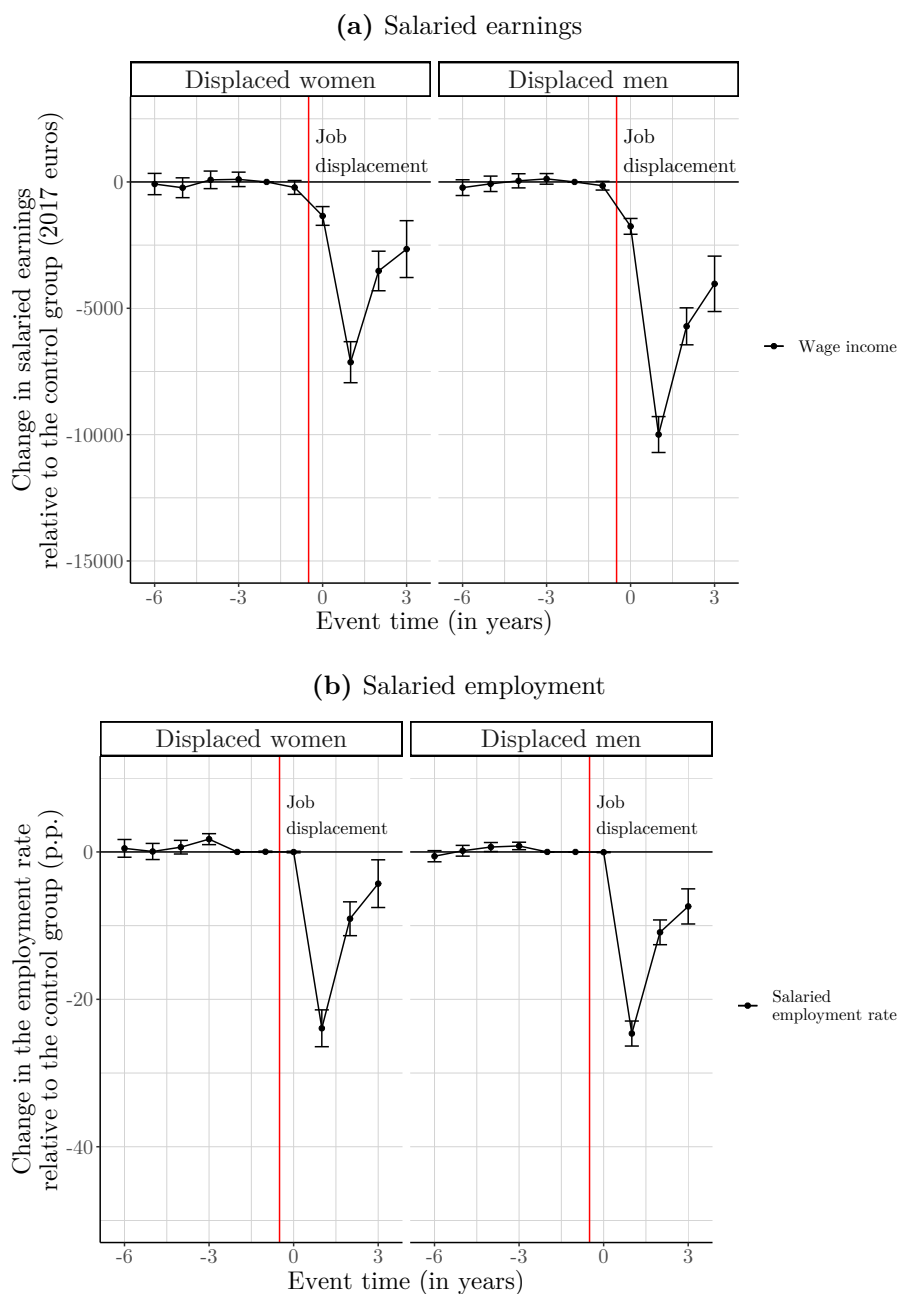 (a) Salaried earnings
Displaced women
Displaced men
Change in salaried earnings
relative to the control group (2017 euros)
0
-5000
-10000
-15000
Job
displacement
Job
displacement
-6
-3
0
3
-6
-3
0
3
Event time (in years)
Wage income
(b) Salaried employment
Displaced women
Displaced men
Change in the employment rate
relative to the control group (p.p.)
0
-20
-40
Job
displacement
Job
displacement
-6
-3
0
3
-6
-3
0
3
Event time (in years)
Salaried
employment rate